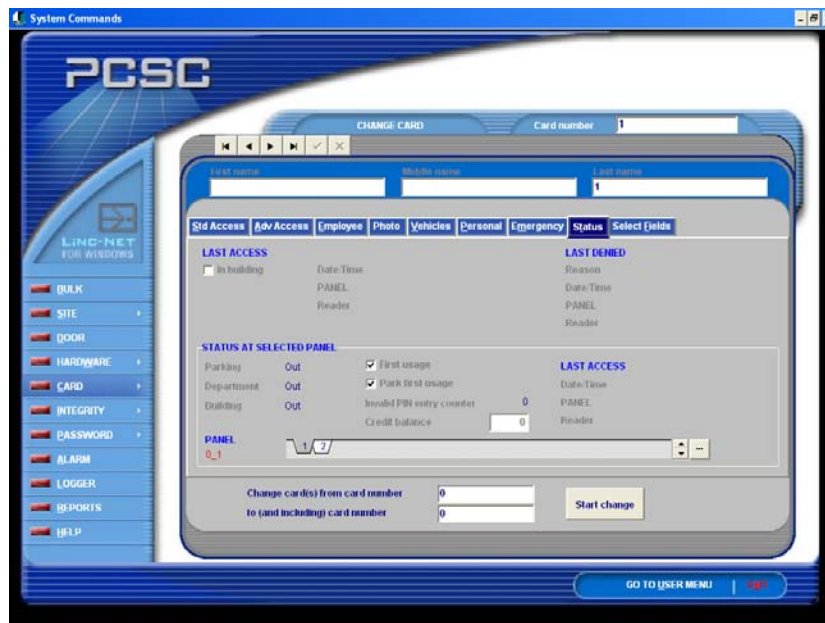 System Commands
PCSC
CHANGE CARD Card number 1
First name Middle name Last name
1
Std Access Adv Access Employee Photo Vehicles Personal Emergency Status Select Fields
LINC-NET
FOR WINDOWS
BULK
SITE
DOOR
HARDWARE
CARD
INTEGRITY
PASSWORD
ALARM
LOGGER
REPORTS
HELP
LAST ACCESS
In building Date/Time
PANEL
Reader
LAST DENIED
Reason
Date/Time
PANEL
Reader
STATUS AT SELECTED PANEL
Parking Out
Department Out
Building Out
First usage
Park first usage
Invalid PIN entry counter 0
Credit balance 0
LAST ACCESS
Date/Time
PANEL
Reader
PANEL
0_1
1 2
...
Change card(s) from card number 0
to (and including) card number 0
Start change
GO TO USER MENU |